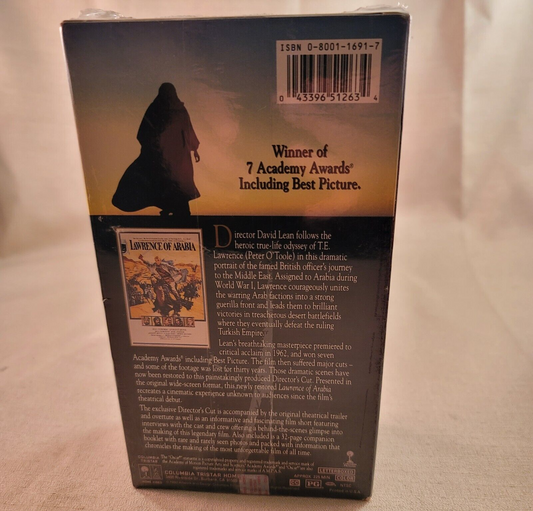 ISBN 0-8001-1691-7
0 43396 51263 4
Winner of
7 Academy Awards®
Including Best Picture.
LAWRENCE OF ARABIA
Director David Lean follows the
heroic true-life odyssey of T.E.
Lawrence (Peter O'Toole) in this dramatic
portrait of the famed British officer's journey
to the Middle East. Assigned to Arabia during
World War I, Lawrence courageously unites
the warring Arab factions into a strong
guerilla front and leads them to brilliant
victories in treacherous desert battlefields
where they eventually defeat the ruling
Turkish Empire.
Lean's breathtaking masterpiece premiered to
critical acclaim in 1962, and won seven
Academy Awards® including Best Picture. The film then suffered major cuts –
and some of the footage was lost for thirty years. Those dramatic scenes have
now been restored to this painstakingly produced Director's Cut. Presented in
the original wide-screen format, this newly restored Lawrence of Arabia
recreates a cinematic experience unknown to audiences since the film's
theatrical debut.
The exclusive Director's Cut is accompanied by the original theatrical trailer
and overture as well as an informative and fascinating film short featuring
interviews with the cast and crew offering a behind-the-scenes glimpse into
the making of this legendary film. Also included is a 32-page companion
booklet with rare and rarely seen photos and packed with information that
chronicles the making of the most unforgettable film of all time.
COLUMBIA TRISTAR HOME
LETTERBOXED
PG
COLOR